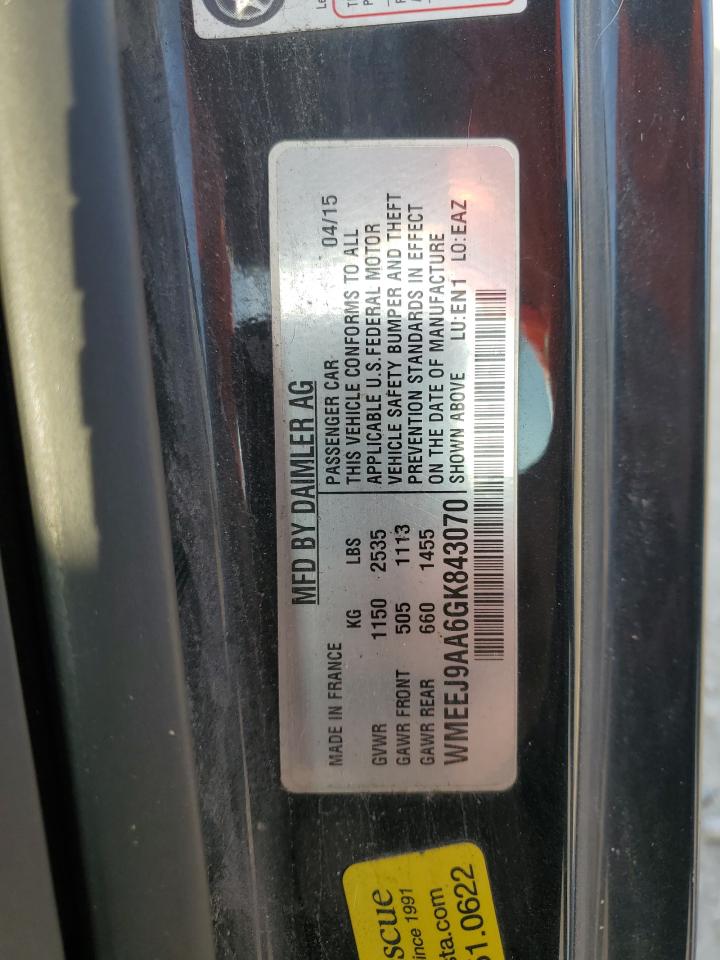 MFD BY DAIMLER AG
MADE IN FRANCE
KG LBS
GVWR 1150 2535
GAWR FRONT 505 1113
GAWR REAR 660 1455
PASSENGER CAR 04/15
THIS VEHICLE CONFORMS TO ALL
APPLICABLE U.S.FEDERAL MOTOR
VEHICLE SAFETY BUMPER AND THEFT
PREVENTION STANDARDS IN EFFECT
ON THE DATE OF MANUFACTURE
SHOWN ABOVE LU:EN1 LO:EAZ
WMEEJ9AA6GK843070
scue
ince 1991
sta.com
51.0622